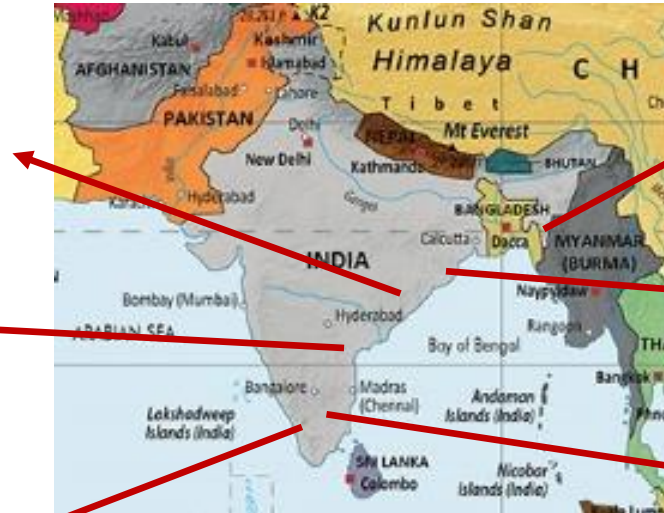 K2
Kunlun Shan
Kabul
Kashmir
Himalaya
C H
Islamabad
AFGHANISTAN
Faisalabad
Lahore
Tibet
PAKISTAN
Delhi
Mt Everest
NEPAL
New Delhi
Kathmandu
BHUTAN
Hyderabad
Ganges
BANGLADESH
Karachi
Calcutta
Dacca
MYANMAR
(BURMA)
INDIA
Naypyidaw
Bombay (Mumbai)
Hyderabad
Rangoon
ARABIAN SEA
Bay of Bengal
THA
Bangkok
Bangalore
Madras
(Chennai)
Andaman
Islands (India)
Lakshadweep
Islands (India)
SRI LANKA
Colombo
Nicobar
Islands (India)